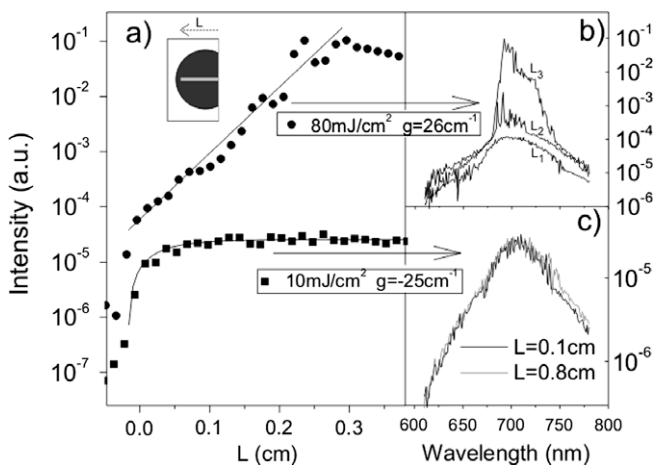 L
a)
b)
10⁻¹
10⁻²
10⁻³
10⁻⁴
10⁻⁵
10⁻⁶
10⁻⁷
Intensity (a.u.)
80mJ/cm² g=26cm⁻¹
10mJ/cm² g=-25cm⁻¹
0.0 0.1 0.2 0.3
L (cm)
L₃
L₂
L₁
10⁻¹
10⁻²
10⁻³
10⁻⁴
10⁻⁵
10⁻⁶
c)
10⁻⁵
10⁻⁶
L=0.1cm
L=0.8cm
600 650 700 750 800
Wavelength (nm)